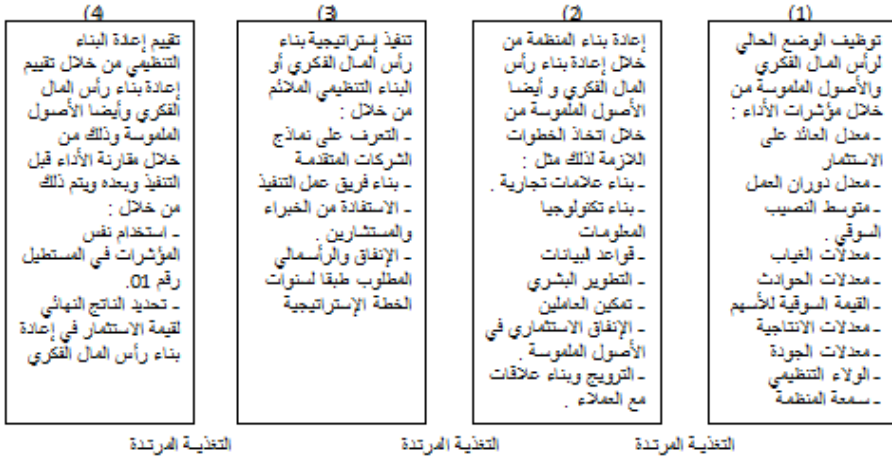 (1)
توظيف الوضع الحالي
لرأس المال الفكري
والأصول الملموسة من
خلال مؤشرات الأداء :
ـ معدل العائد على
الاستثمار
ـ معدل دوران العمل
ـ متوسط النصيب
السوقي .
ـ معدلات الغياب
ـ معدلات الحوادث
ـ القيمة السوقية للأسهم
ـ معدلات الانتاجية
ـ معدلات الجودة
ـ الولاء التنظيمي
ـ سمعة المنظمة
(2)
إعادة بناء المنظمة من
خلال إعادة بناء رأس
المال الفكري و أيضا
الأصول الملموسة من
خلال اتخاذ الخطوات
اللازمة لذلك مثل :
ـ بناء علامات تجارية .
ـ بناء تكنولوجيا
المعلومات
ـ قواعد البيانات
ـ التطوير البشري
ـ تمكين العاملين
ـ الإنفاق الاستثماري في
الأصول الملموسة .
ـ الترويج وبناء علاقات
مع العملاء .
(3)
تنفيذ إستراتيجية بناء
رأس المال الفكري أو
البناء التنظيمي الملائم
من خلال :
ـ التعرف على نماذج
الشركات المتقدمة
ـ بناء فريق عمل التنفيذ
ـ الاستفادة من الخبراء
والمستشارين .
ـ الإنفاق والرأسمالي
المطلوب طبقا لسنوات
الخطة الإستراتيجية
(4)
تقييم إعادة البناء
التنظيمي من خلال تقييم
إعادة بناء رأس المال
الفكري وأيضا الأصول
الملموسة وذلك من
خلال مقارنة الأداء قبل
التنفيذ وبعده ويتم ذلك
من خلال :
ـ استخدام نفس
المؤشرات في المستطيل
رقم 01.
ـ تحديد الناتج النهائي
لقيمة الاستثمار في إعادة
بناء رأس المال الفكري
التغذيـة المرتـدة
التغذيـة المرتـدة
التغذيـة المرتـدة